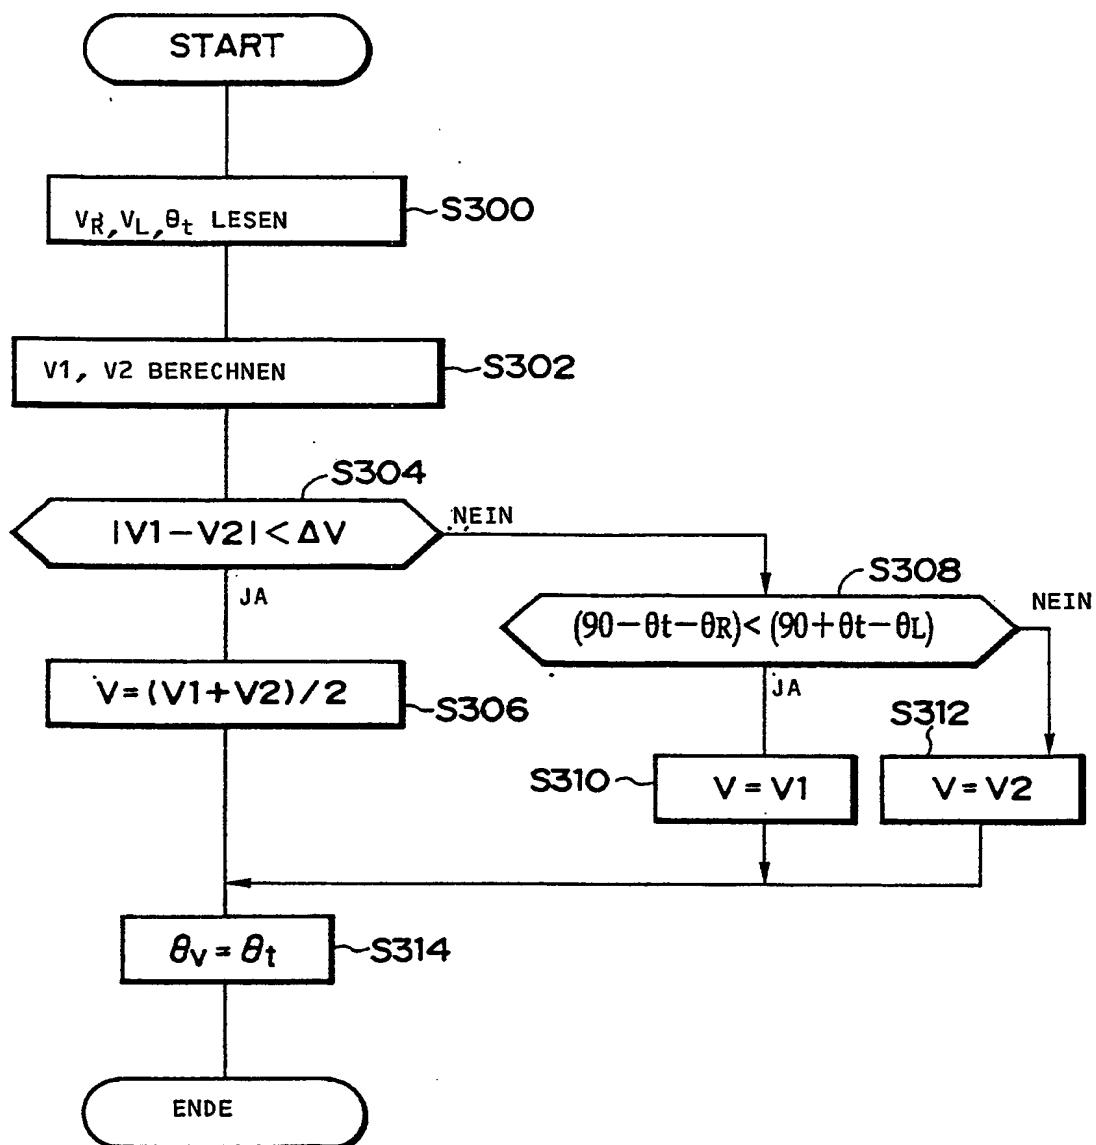 START
V_R, V_L, θ_t LESEN
S300
V1, V2 BERECHNEN
S302
S304
|V1-V2|<ΔV
NEIN
JA
S308
(90-θt-θR)<(90+θt-θL)
NEIN
JA
V=(V1+V2)/2
S306
S312
S310
V=V1
V=V2
θ_v=θ_t
S314
ENDE